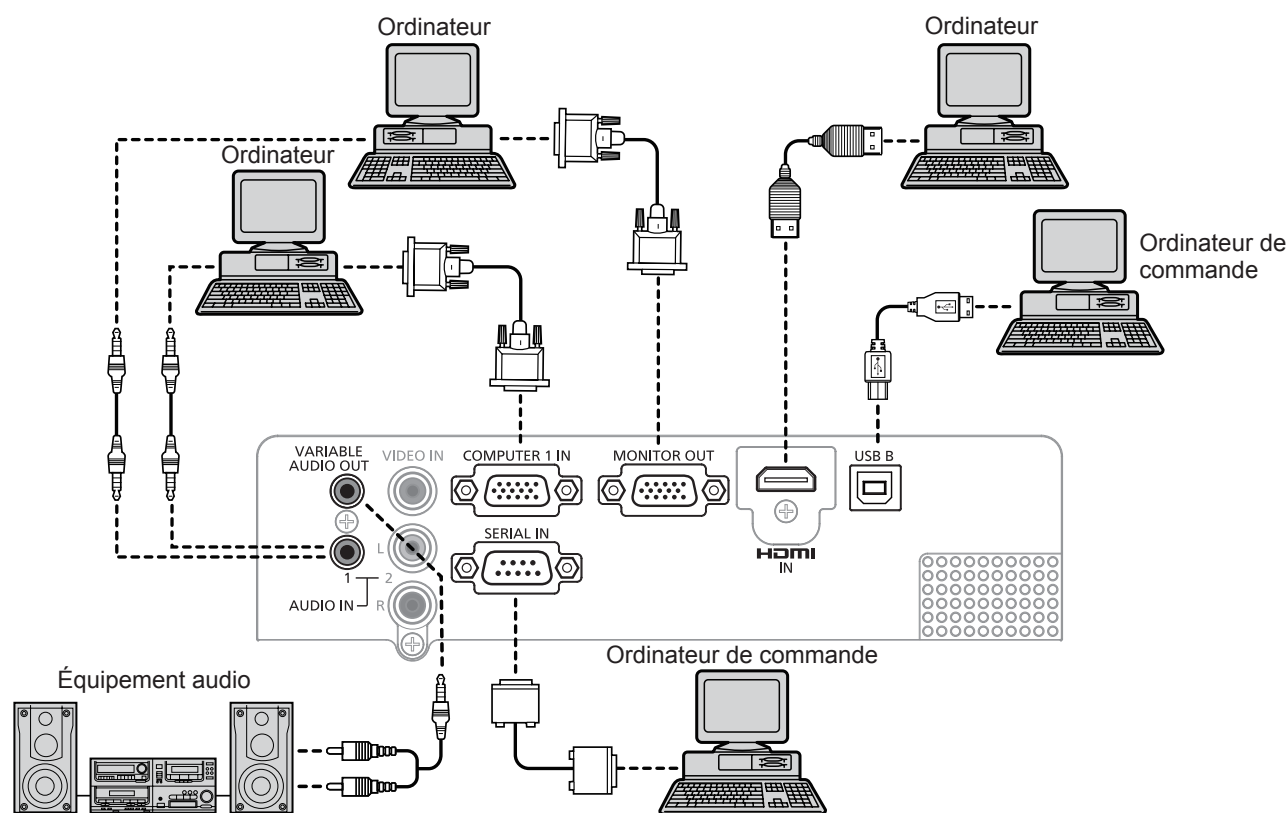 Ordinateur
Ordinateur
Ordinateur
Ordinateur de
commande
VARIABLE
AUDIO OUT
VIDEO IN
COMPUTER 1 IN
MONITOR OUT
USB B
SERIAL IN
HDMI
IN
L
1
2
AUDIO IN
R
Ordinateur de commande
Équipement audio